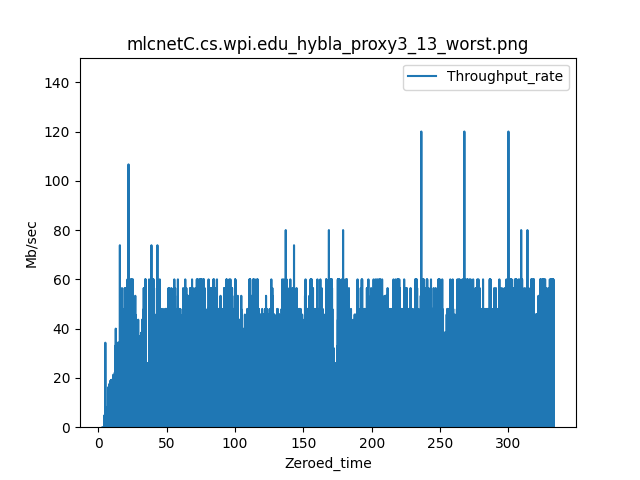 mlcnetC.cs.wpi.edu_hybla_proxy3_13_worst.png
Throughput_rate
140
120
100
80
60
40
20
0
Mb/sec
0 50 100 150 200 250 300
Zeroed_time